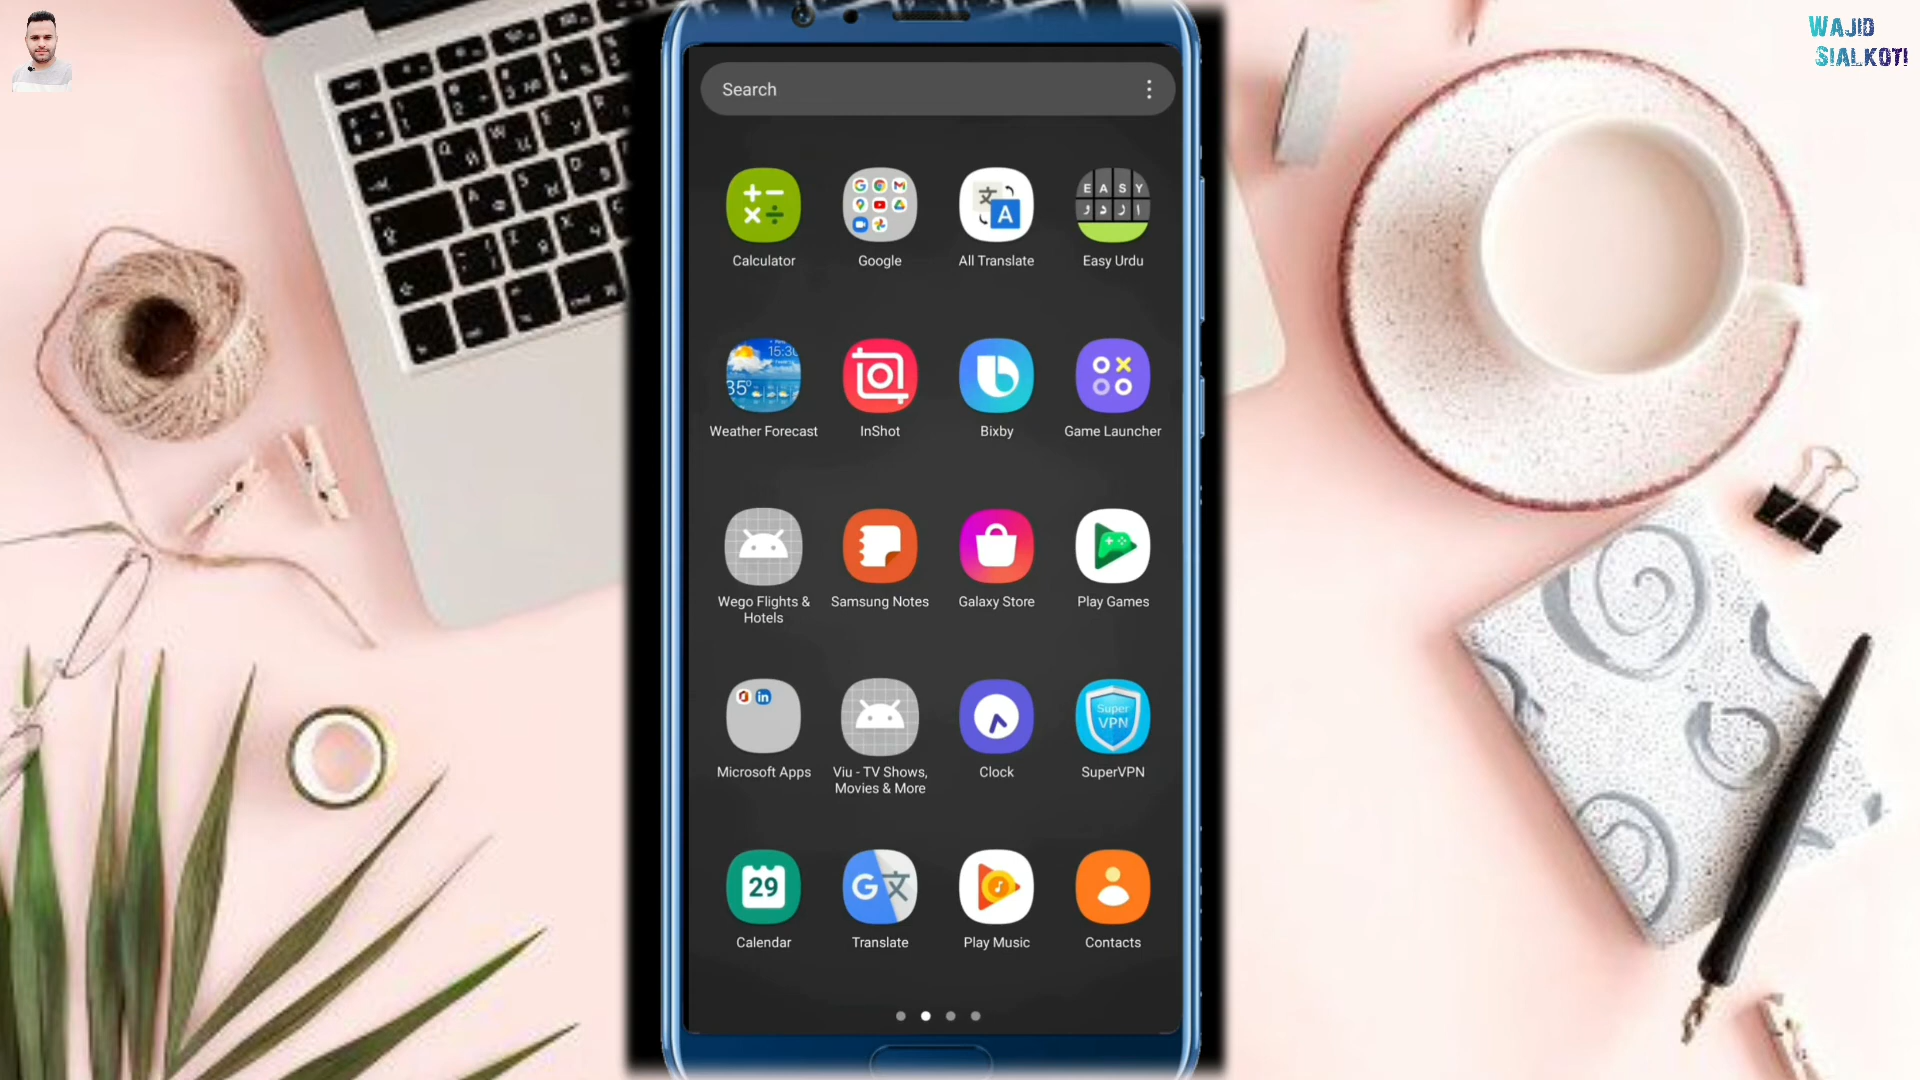 WAJID
SIALKOTI
Search
EASY
ا ر د و
Calculator
Google
All Translate
Easy Urdu
15:30
35°
Weather Forecast
InShot
Bixby
Game Launcher
Wego Flights &
Hotels
Samsung Notes
Galaxy Store
Play Games
Super
VPN
Microsoft Apps
Viu - TV Shows,
Movies & More
Clock
SuperVPN
29
Calendar
Translate
Play Music
Contacts